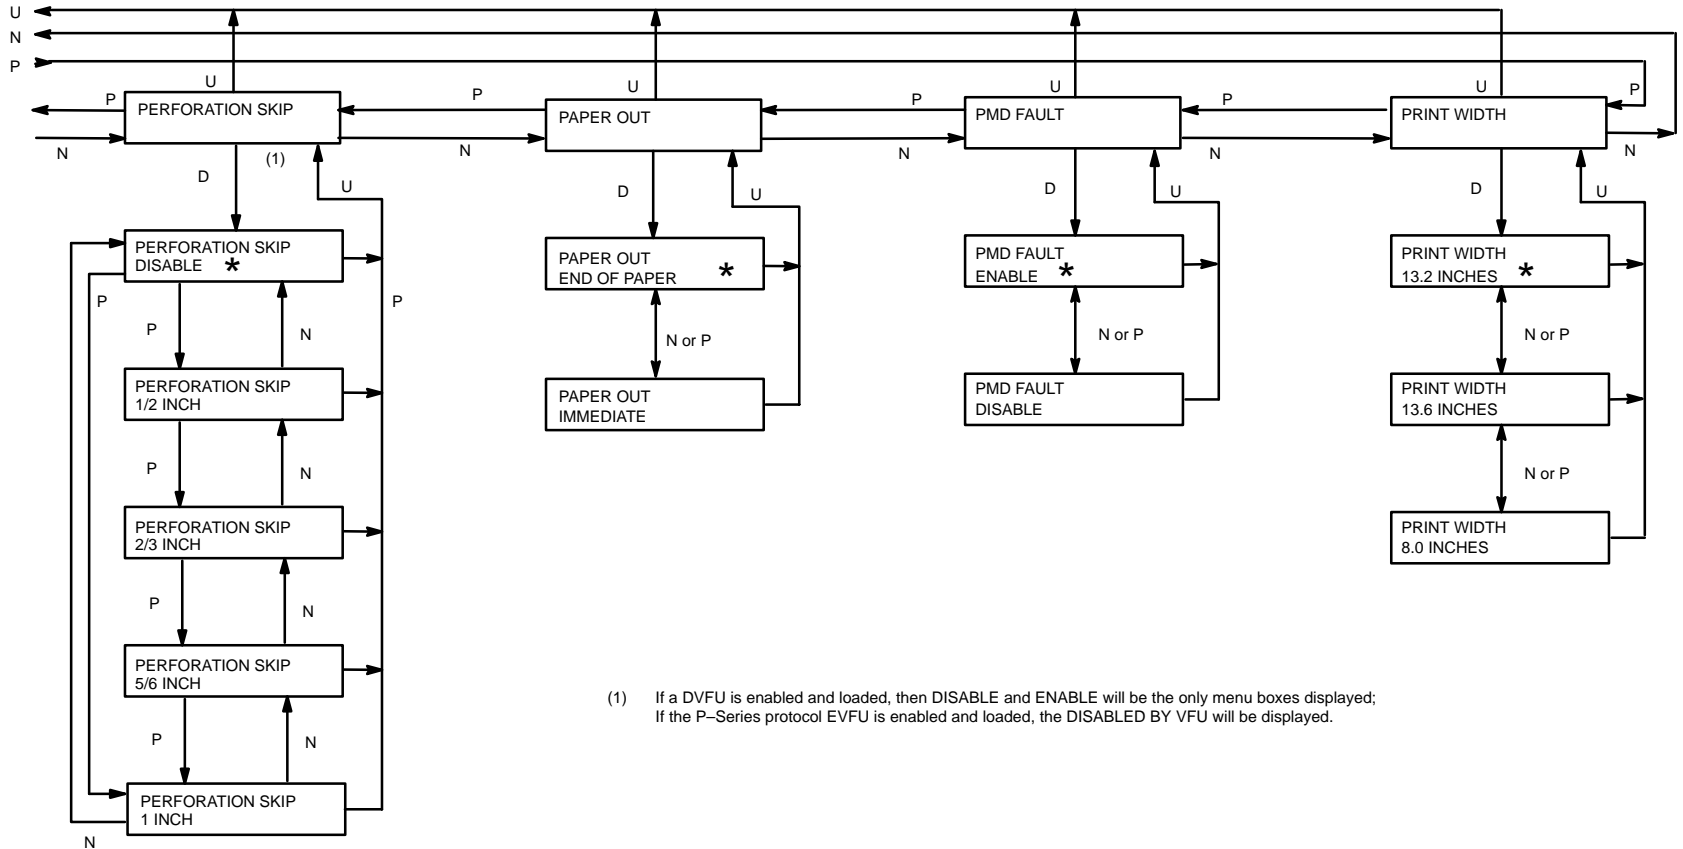 U
N
P
U
U
U
U
P
P
P
P
P
PERFORATION SKIP
PAPER OUT
PMD FAULT
PRINT WIDTH
N
(1)
N
N
N
N
D
U
D
U
D
U
D
U
PERFORATION SKIP
DISABLE *
PAPER OUT
END OF PAPER *
PMD FAULT
ENABLE *
PRINT WIDTH
13.2 INCHES *
P
P
P
N
N or P
N or P
N or P
PERFORATION SKIP
1/2 INCH
PAPER OUT
IMMEDIATE
PMD FAULT
DISABLE
PRINT WIDTH
13.6 INCHES
P
N
N or P
PERFORATION SKIP
2/3 INCH
PRINT WIDTH
8.0 INCHES
P
N
PERFORATION SKIP
5/6 INCH
(1) If a DVFU is enabled and loaded, then DISABLE and ENABLE will be the only menu boxes displayed;
If the P–Series protocol EVFU is enabled and loaded, the DISABLED BY VFU will be displayed.
P
N
PERFORATION SKIP
1 INCH
N